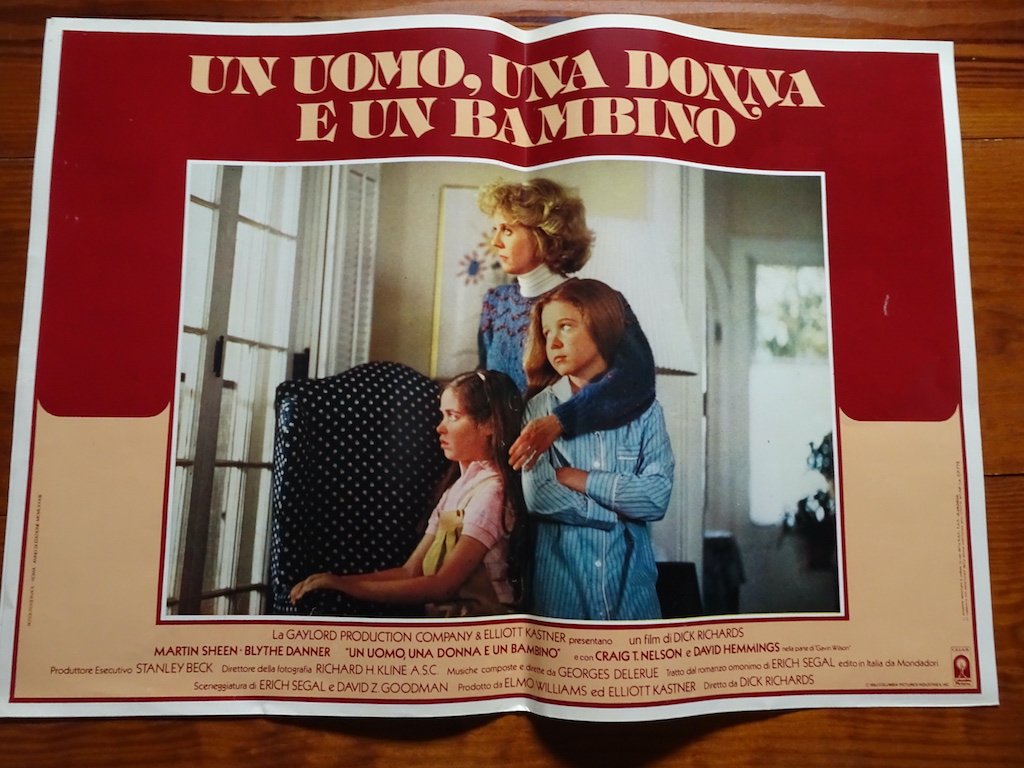 UN UOMO, UNA DONNA
E UN BAMBINO
La GAYLORD PRODUCTION COMPANY & ELLIOTT KASTNER presentano un film di DICK RICHARDS
MARTIN SHEEN - BLYTHE DANNER "UN UOMO, UNA DONNA E UN BAMBINO" e con CRAIG T. NELSON e DAVID HEMMINGS nella parte di "Gavin Wilson"
Produttore Esecutivo STANLEY BECK Direttore della fotografia RICHARD H. KLINE A.S.C. Musiche composte e dirette da GEORGES DELERUE Tratto dal romanzo omonimo di ERICH SEGAL edito in Italia da Mondadori
Sceneggiatura di ERICH SEGAL e DAVID Z. GOODMAN Prodotto da ELMO WILLIAMS ed ELLIOTT KASTNER Diretto da DICK RICHARDS